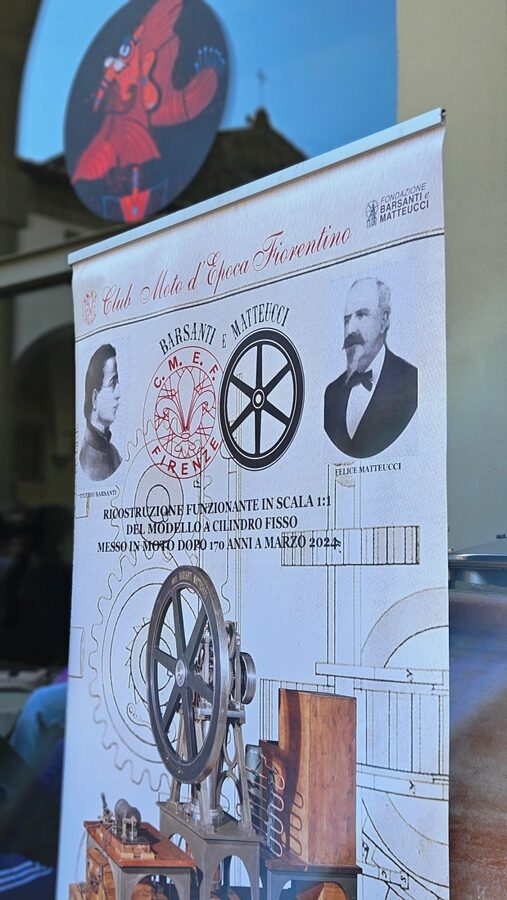 FONDAZIONE
BARSANTI e
MATTEUCCI
Club Moto d'Epoca Fiorentino
BARSANTI E MATTEUCCI
C. M. E. F.
FIRENZE
FELICE MATTEUCCI
BARSANTI
RICOSTRUZIONE FUNZIONANTE IN SCALA 1:1
DEL MODELLO A CILINDRO FISSO
MESSO IN MOTO DOPO 170 ANNI A MARZO 2024